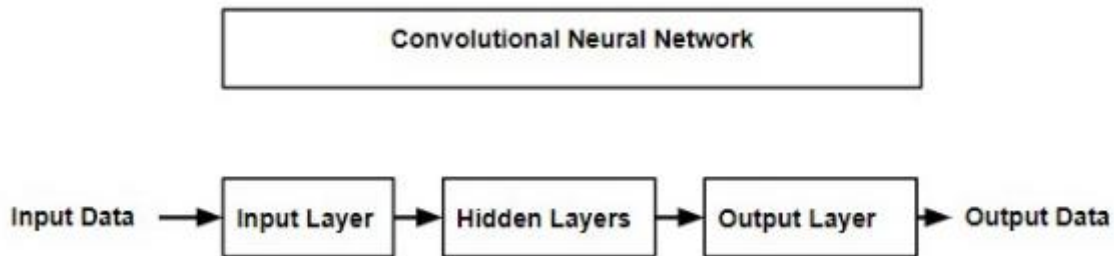 Convolutional Neural Network
Input Data Input Layer Hidden Layers Output Layer Output Data